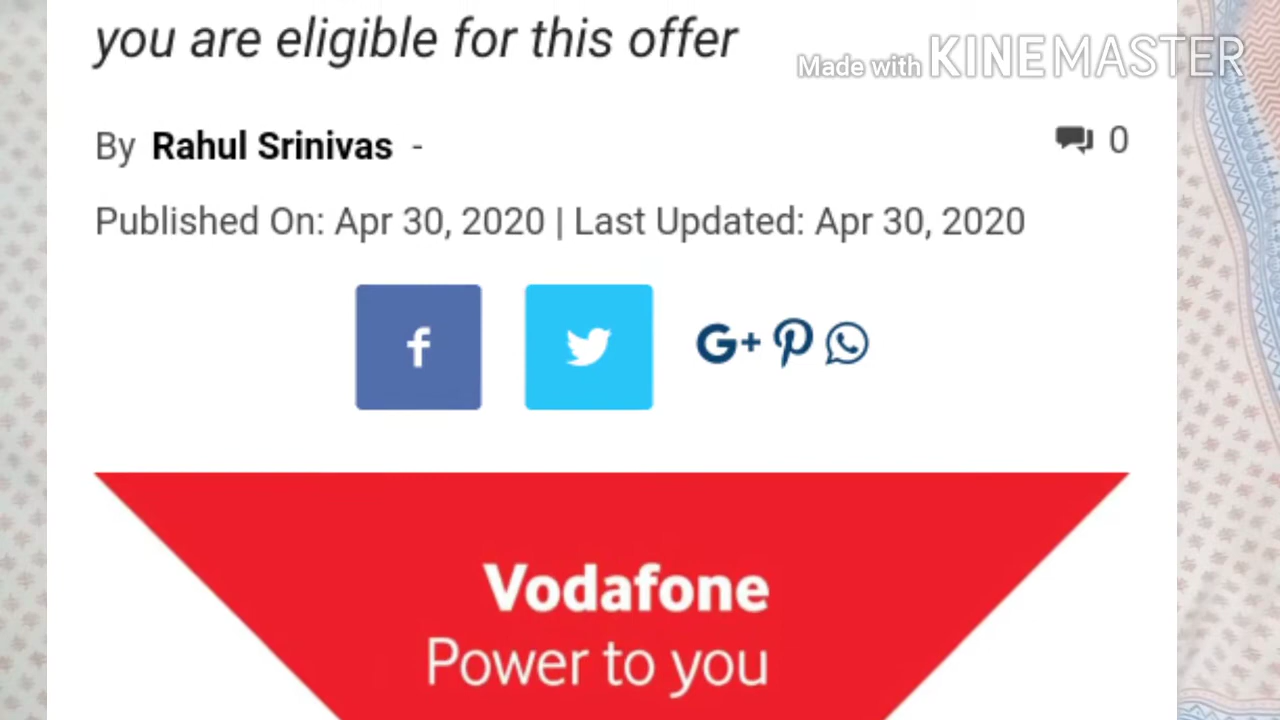 you are eligible for this offer
Made with KINEMASTER
By Rahul Srinivas -
0
Published On: Apr 30, 2020 | Last Updated: Apr 30, 2020
f
G+
Vodafone
Power to you